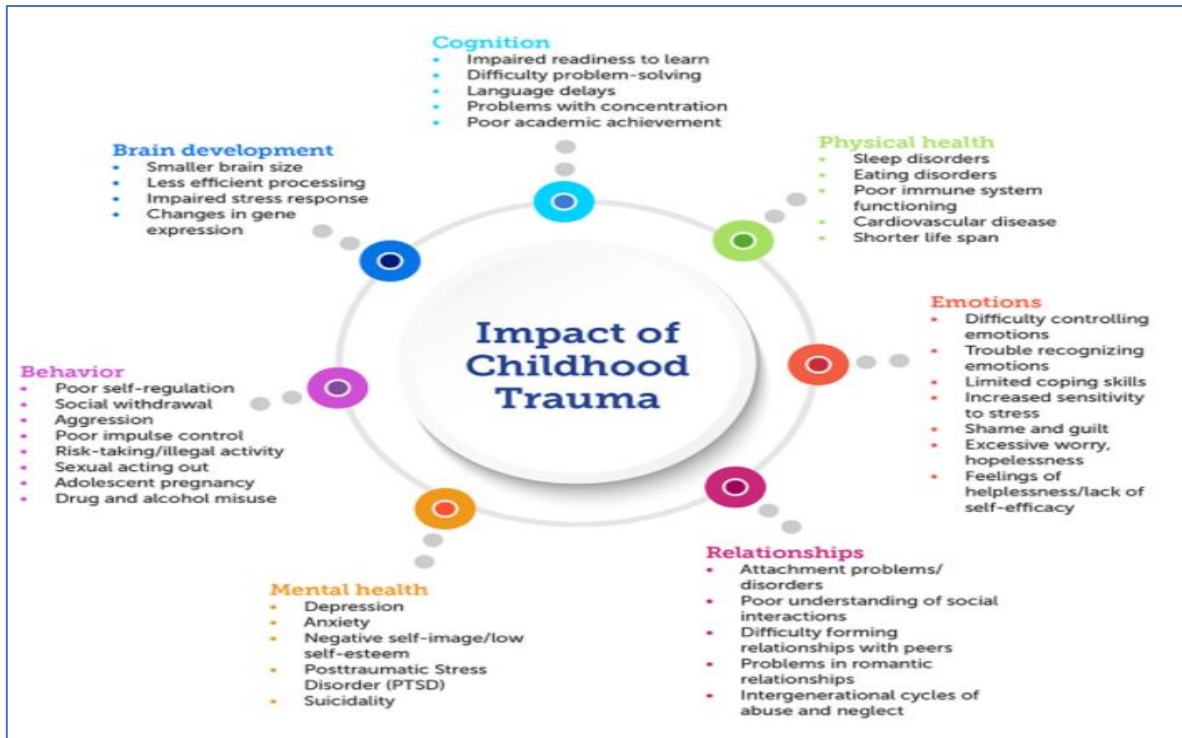 Cognition
• Impaired readiness to learn
• Difficulty problem-solving
• Language delays
• Problems with concentration
• Poor academic achievement
Physical health
• Sleep disorders
• Eating disorders
• Poor immune system
functioning
• Cardiovascular disease
• Shorter life span
Emotions
• Difficulty controlling
emotions
• Trouble recognizing
emotions
• Limited coping skills
• Increased sensitivity
to stress
• Shame and guilt
• Excessive worry,
hopelessness
• Feelings of
helplessness/lack of
self-efficacy
Relationships
• Attachment problems/
disorders
• Poor understanding of social
interactions
• Difficulty forming
relationships with peers
• Problems in romantic
relationships
• Intergenerational cycles of
abuse and neglect
Mental health
• Depression
• Anxiety
• Negative self-image/low
self-esteem
• Posttraumatic Stress
Disorder (PTSD)
• Suicidality
Behavior
• Poor self-regulation
• Social withdrawal
• Aggression
• Poor impulse control
• Risk-taking/illegal activity
• Sexual acting out
• Adolescent pregnancy
• Drug and alcohol misuse
Brain development
• Smaller brain size
• Less efficient processing
• Impaired stress response
• Changes in gene
expression
Impact of
Childhood
Trauma